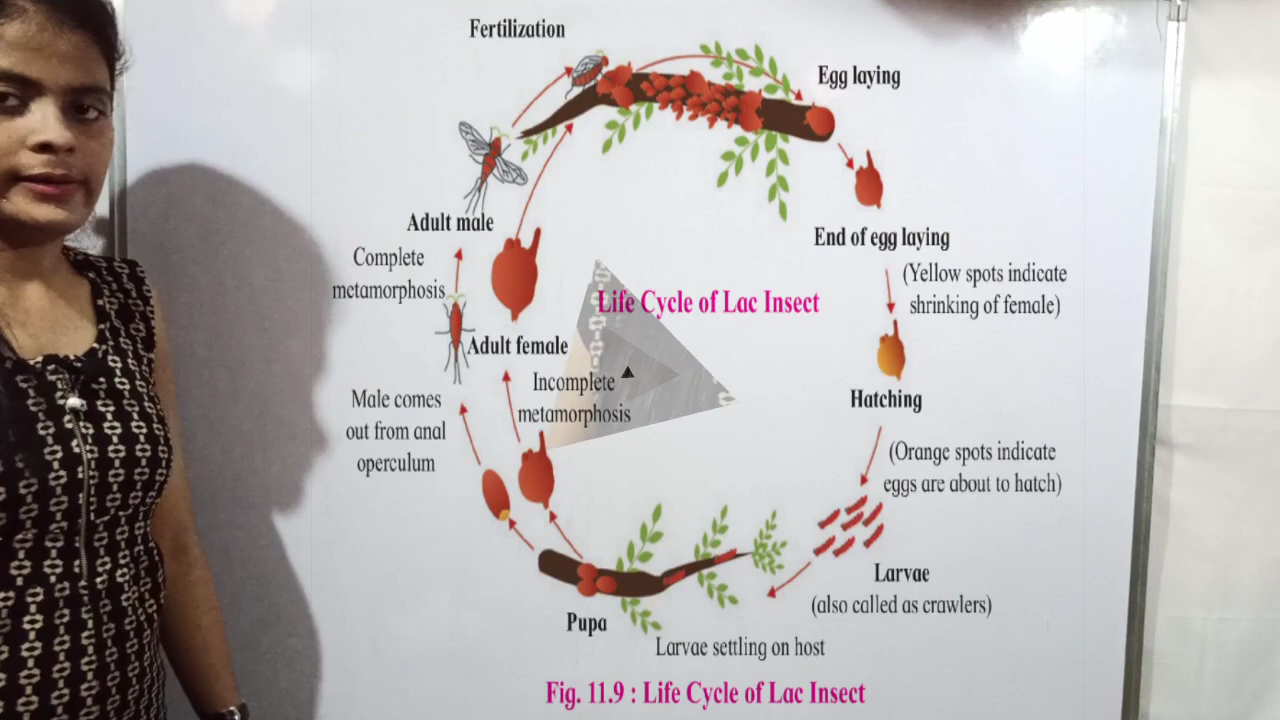 Fertilization
Egg laying
Adult male
End of egg laying
Complete
metamorphosis
(Yellow spots indicate
shrinking of female)
Life Cycle of Lac Insect
Adult female
Incomplete
metamorphosis
Hatching
Male comes
out from anal
operculum
(Orange spots indicate
eggs are about to hatch)
Larvae
(also called as crawlers)
Pupa
Larvae settling on host
Fig. 11.9 : Life Cycle of Lac Insect